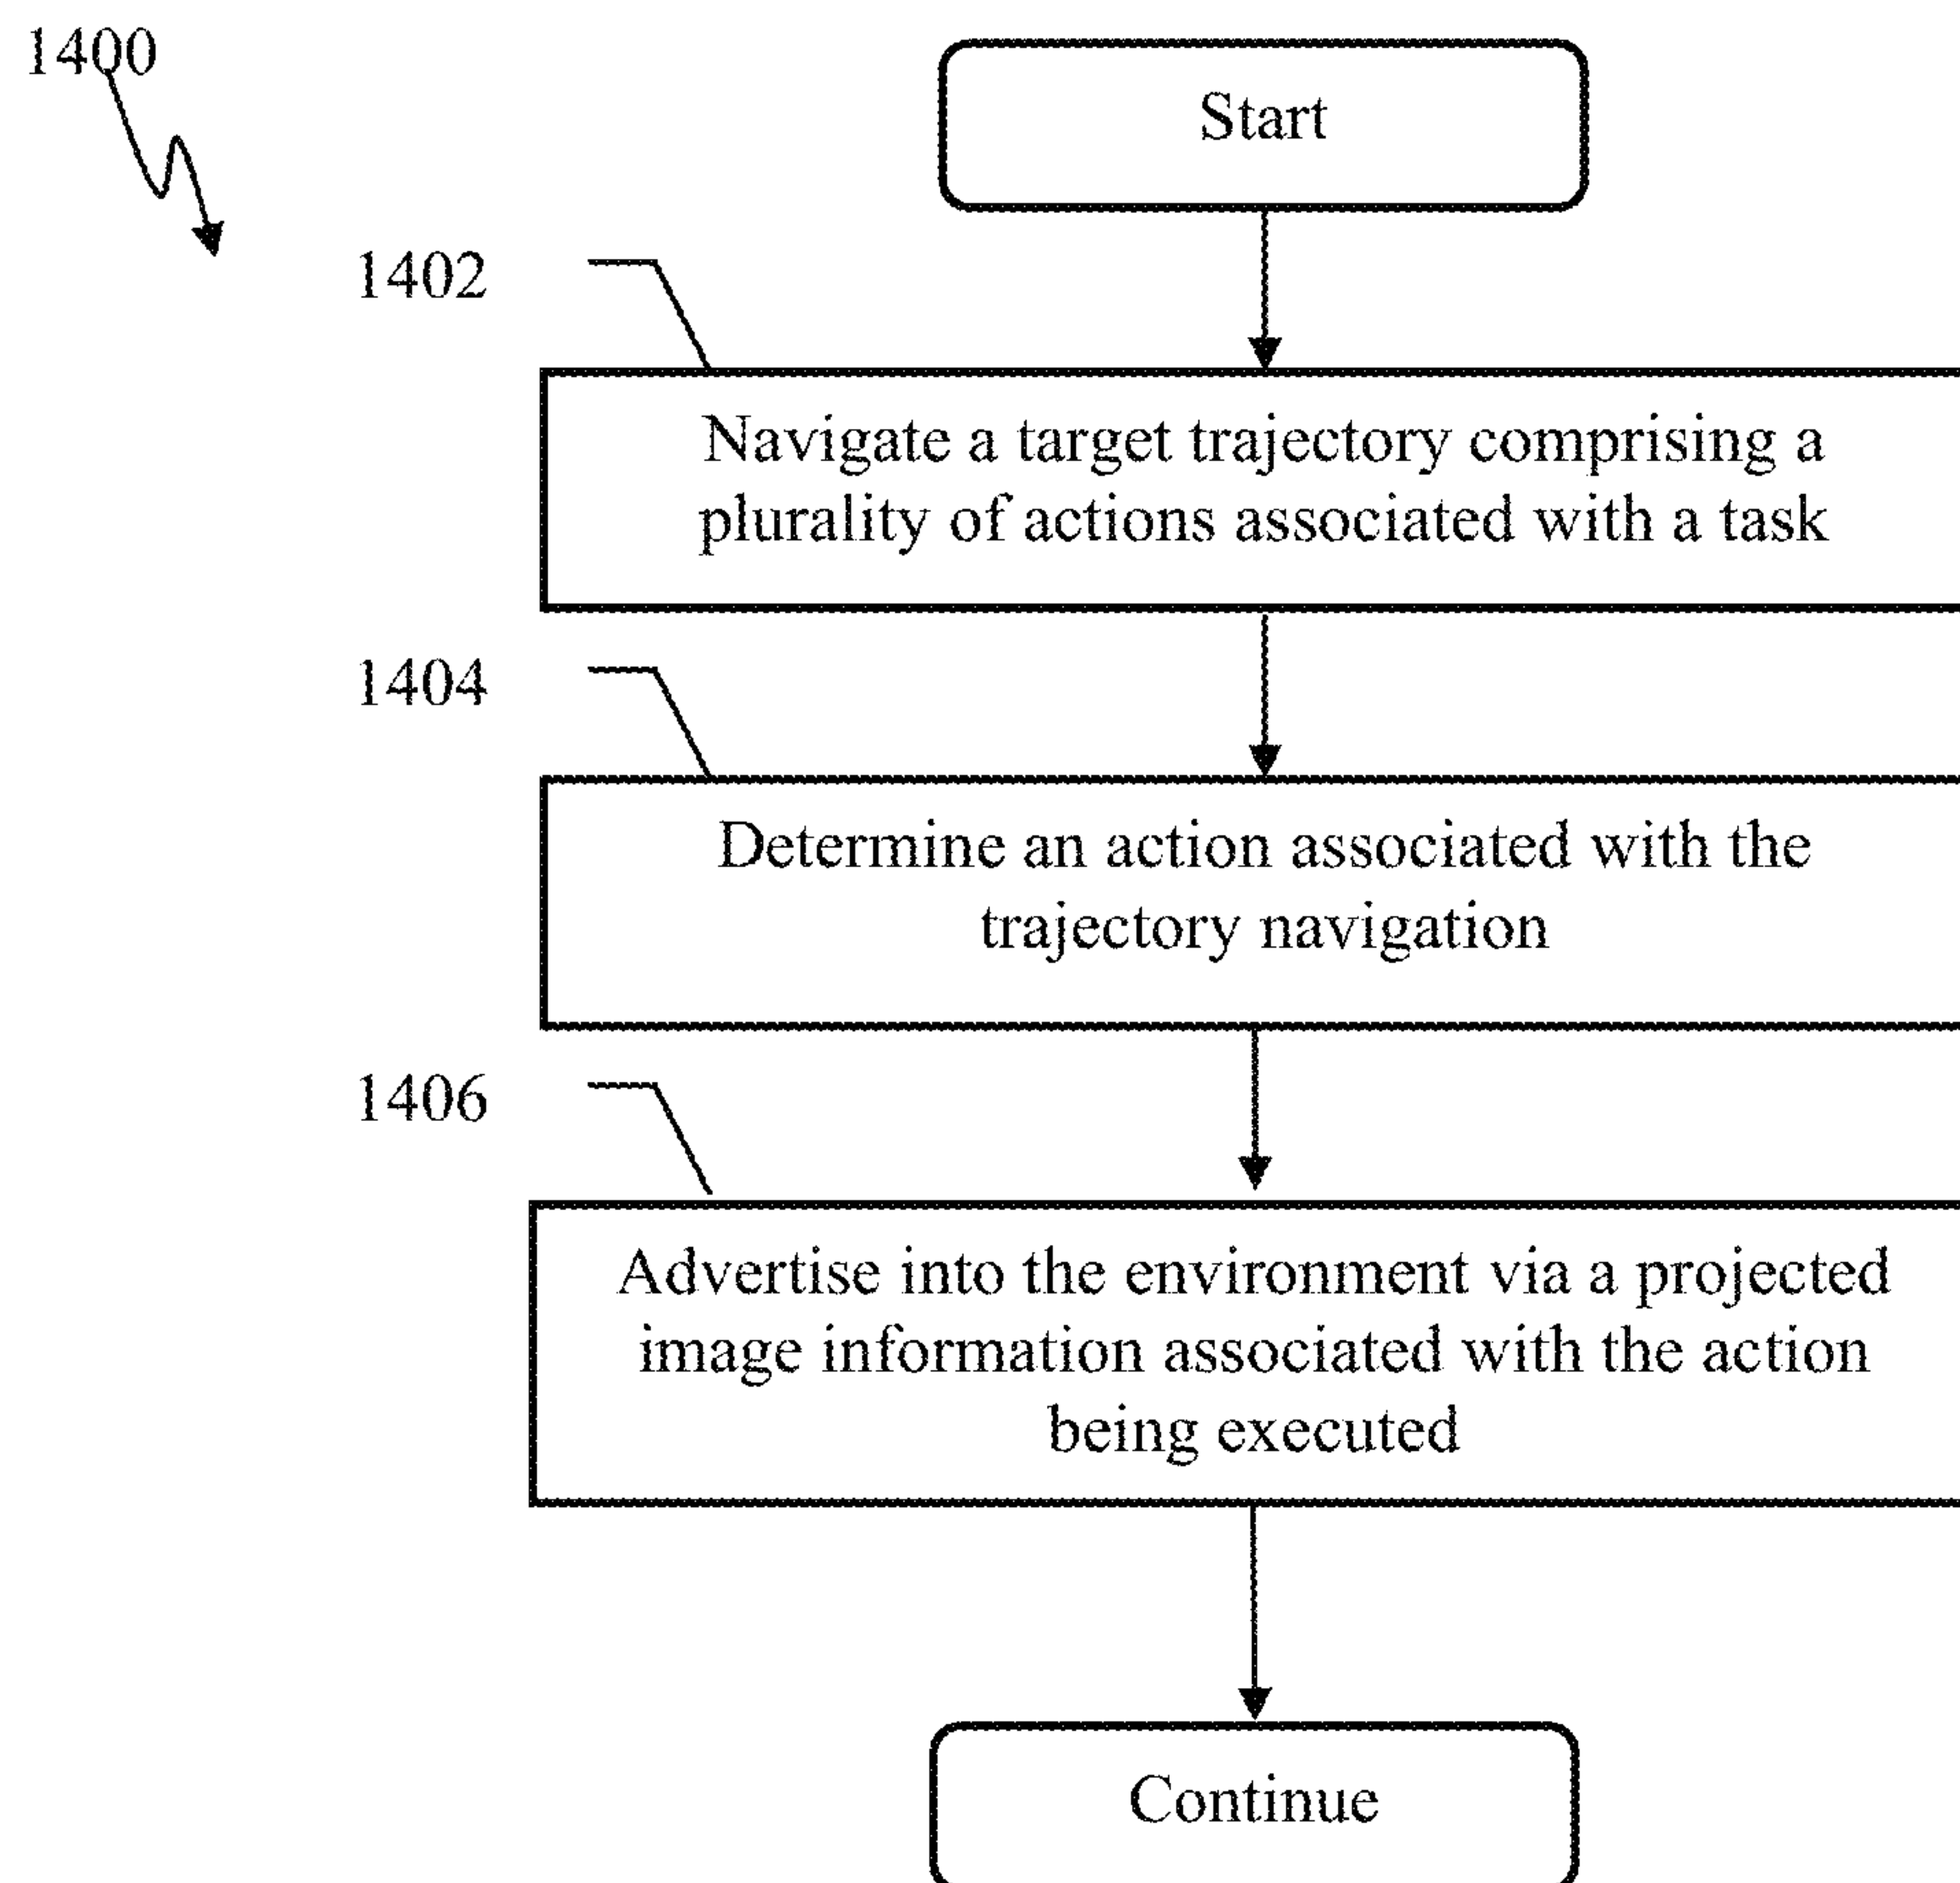 1400
Start
1402
Navigate a target trajectory comprising a
plurality of actions associated with a task
1404
Determine an action associated with the
trajectory navigation
1406
Advertise into the environment via a projected
image information associated with the action
being executed
Continue